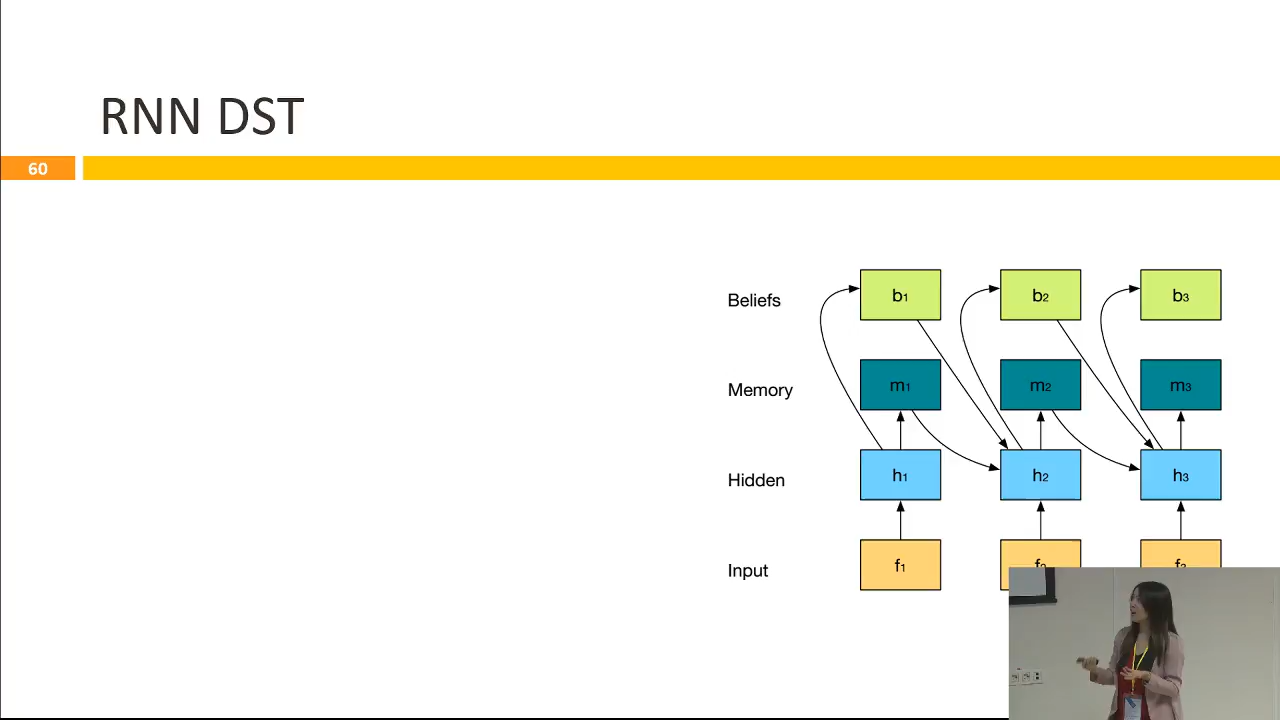 RNN DST
60
Beliefs b1 b2 b3
Memory m1 m2 m3
Hidden h1 h2 h3
Input f1